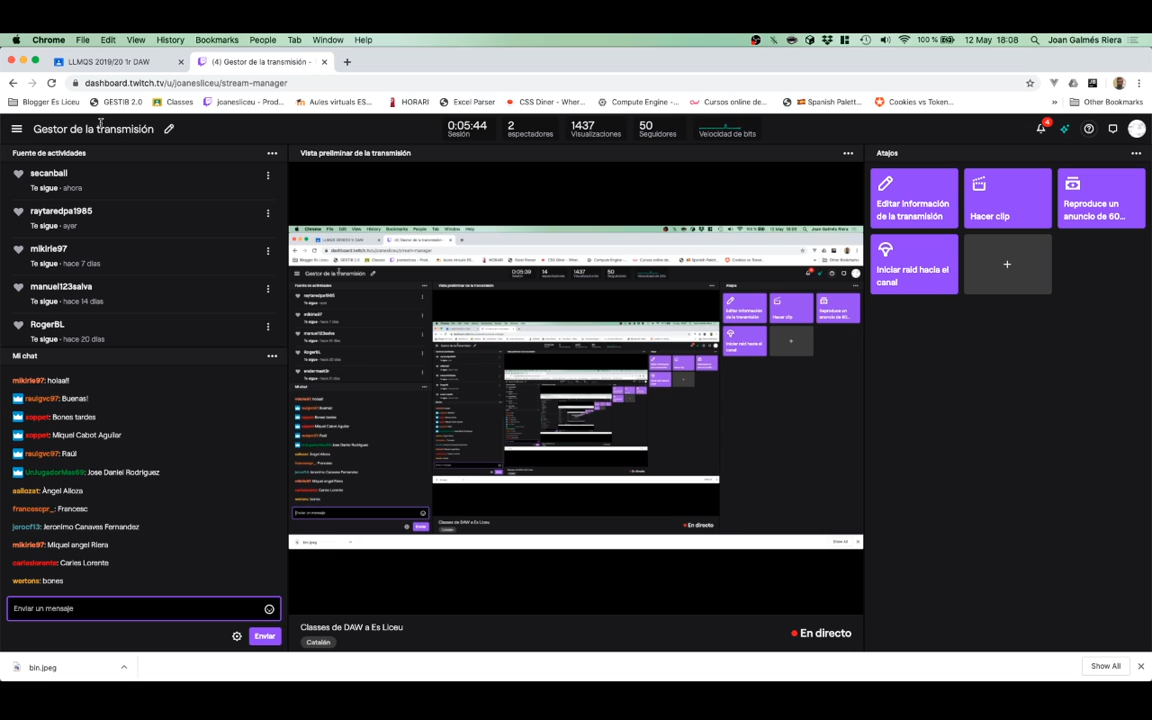 Chrome File Edit View History Bookmarks People Tab Window Help 100% 12 May 18:08 Joan Galmés Riera
LLMQS 2019/20 1r DAW (4) Gestor de la transmisión -
dashboard.twitch.tv/u/joanesliceu/stream-manager
Blogger Es Liceu GESTIB 2.0 Classes joanesliceu - Prod... Aules virtuals ES... HORARI Excel Parser CSS Diner - Wher... Compute Engine -... Cursos online de... Spanish Palett... Cookies vs Token... » Other Bookmarks
Gestor de la transmisión
0:05:44 2 1437 50
Sesión espectadores Visualizaciones Seguidores Velocidad de bits
4
Fuente de actividades
secanball
Te sigue · ahora
raytaredpa1985
Te sigue · ayer
mikirie97
Te sigue · hace 7 días
manuel123salva
Te sigue · hace 14 días
RogerBL
Te sigue · hace 20 días
Mi chat
mikirie97: holaa!!
raulgvc97: Buenas!
xoppet: Bones tardes
xoppet: Miquel Cabot Aguilar
raulgvc97: Raúl
UnJugadorMas69: Jose Daniel Rodriguez
aallozat: Àngel Alloza
francescpr_: Francesc
jerocf13: Jeronimo Canaves Fernandez
mikirie97: Miquel angel Riera
carleslorente: Carles Lorente
wertons: bones
Enviar un mensaje
Enviar
Vista preliminar de la transmisión
Classes de DAW a Es Liceu
Catalán
En directo
Atajos
Editar información
de la transmisión
Hacer clip
Reproduce un
anuncio de 60...
Iniciar raid hacia el
canal
+
bin.jpeg
Show All